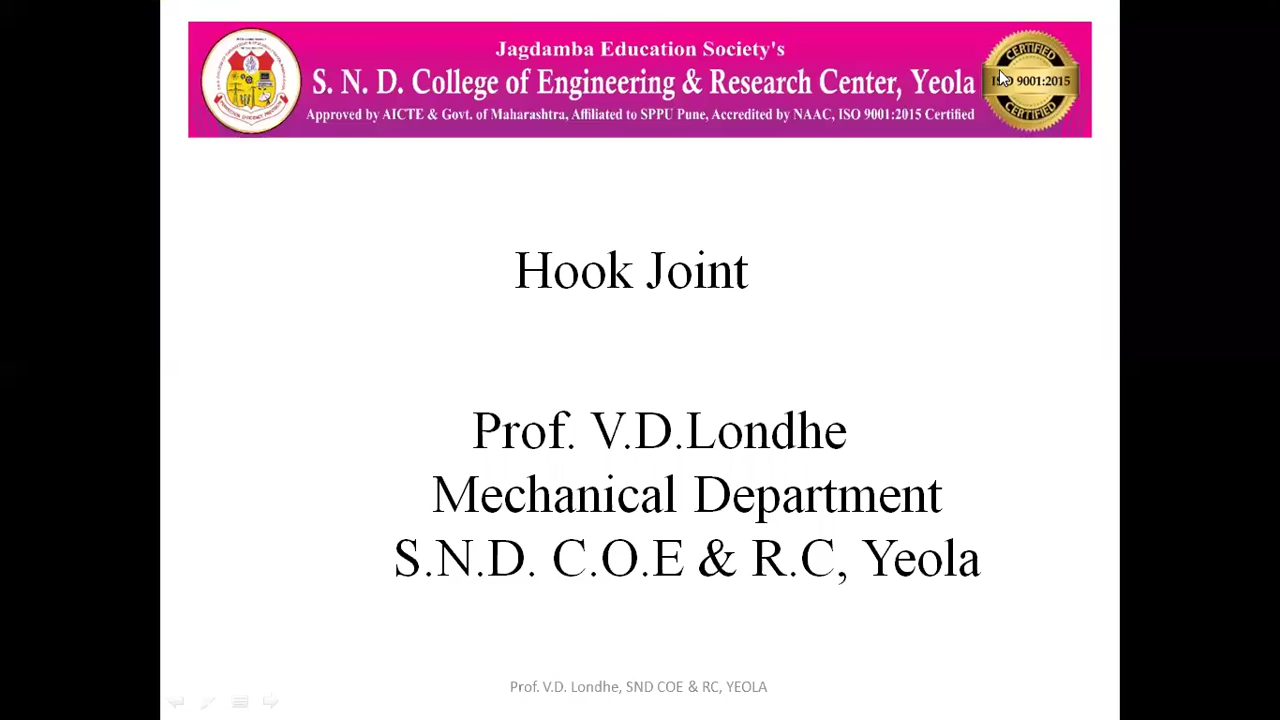 Jagdamba Education Society's
S. N. D. College of Engineering & Research Center, Yeola
Approved by AICTE & Govt. of Maharashtra, Affiliated to SPPU Pune, Accredited by NAAC, ISO 9001:2015 Certified
CERTIFIED
ISO 9001:2015
CERTIFIED
Hook Joint
Prof. V.D.Londhe
Mechanical Department
S.N.D. C.O.E & R.C, Yeola
Prof. V.D. Londhe, SND COE & RC, YEOLA